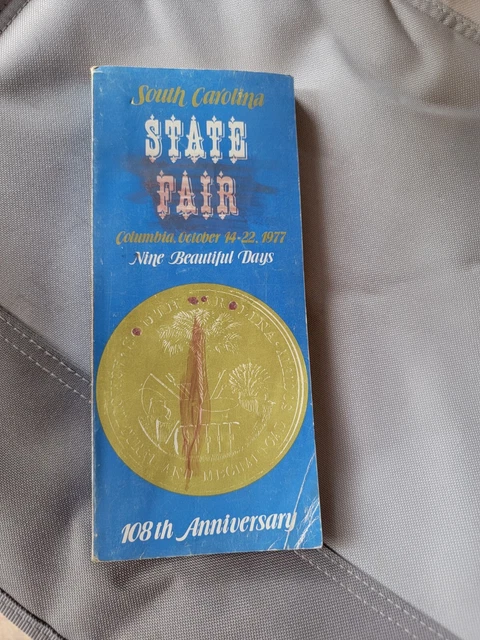 South Carolina
STATE
FAIR
Columbia, October 14-22, 1977
Nine Beautiful Days
108th Anniversary